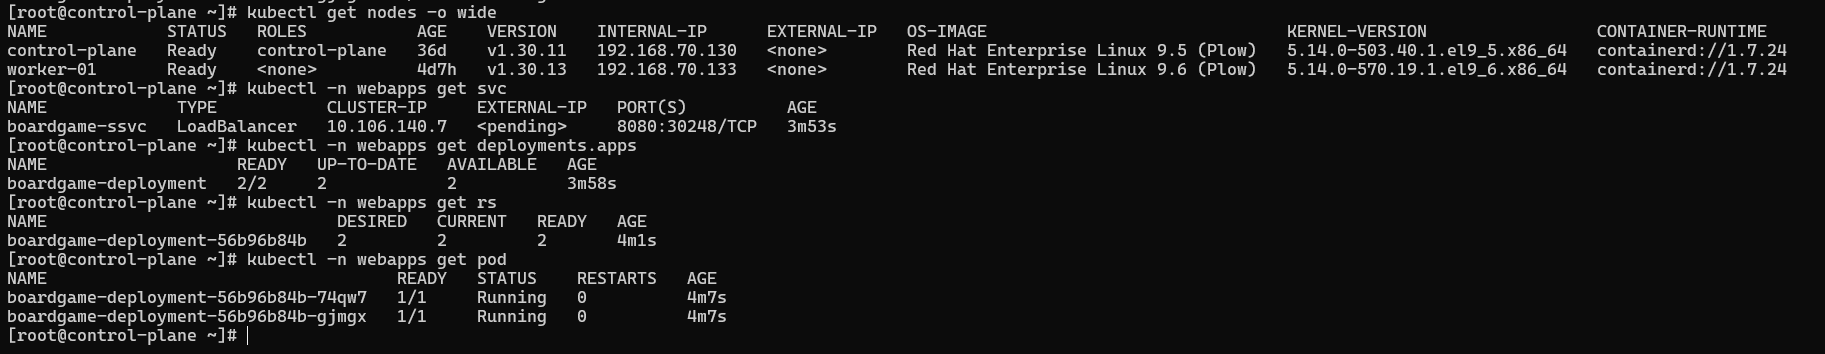 [root@control-plane ~]# kubectl get nodes -o wide
NAME            STATUS   ROLES           AGE    VERSION    INTERNAL-IP      EXTERNAL-IP   OS-IMAGE                              KERNEL-VERSION                 CONTAINER-RUNTIME
control-plane   Ready    control-plane   36d    v1.30.11   192.168.70.130   <none>        Red Hat Enterprise Linux 9.5 (Plow)   5.14.0-503.40.1.el9_5.x86_64   containerd://1.7.24
worker-01       Ready    <none>          4d7h   v1.30.13   192.168.70.133   <none>        Red Hat Enterprise Linux 9.6 (Plow)   5.14.0-570.19.1.el9_6.x86_64   containerd://1.7.24
[root@control-plane ~]# kubectl -n webapps get svc
NAME             TYPE           CLUSTER-IP     EXTERNAL-IP   PORT(S)          AGE
boardgame-ssvc   LoadBalancer   10.106.140.7   <pending>     8080:30248/TCP   3m53s
[root@control-plane ~]# kubectl -n webapps get deployments.apps
NAME                   READY   UP-TO-DATE   AVAILABLE   AGE
boardgame-deployment   2/2     2            2           3m58s
[root@control-plane ~]# kubectl -n webapps get rs
NAME                             DESIRED   CURRENT   READY   AGE
boardgame-deployment-56b96b84b   2         2         2       4m1s
[root@control-plane ~]# kubectl -n webapps get pod
NAME                                   READY   STATUS    RESTARTS   AGE
boardgame-deployment-56b96b84b-74qw7   1/1     Running   0          4m7s
boardgame-deployment-56b96b84b-gjmgx   1/1     Running   0          4m7s
[root@control-plane ~]#